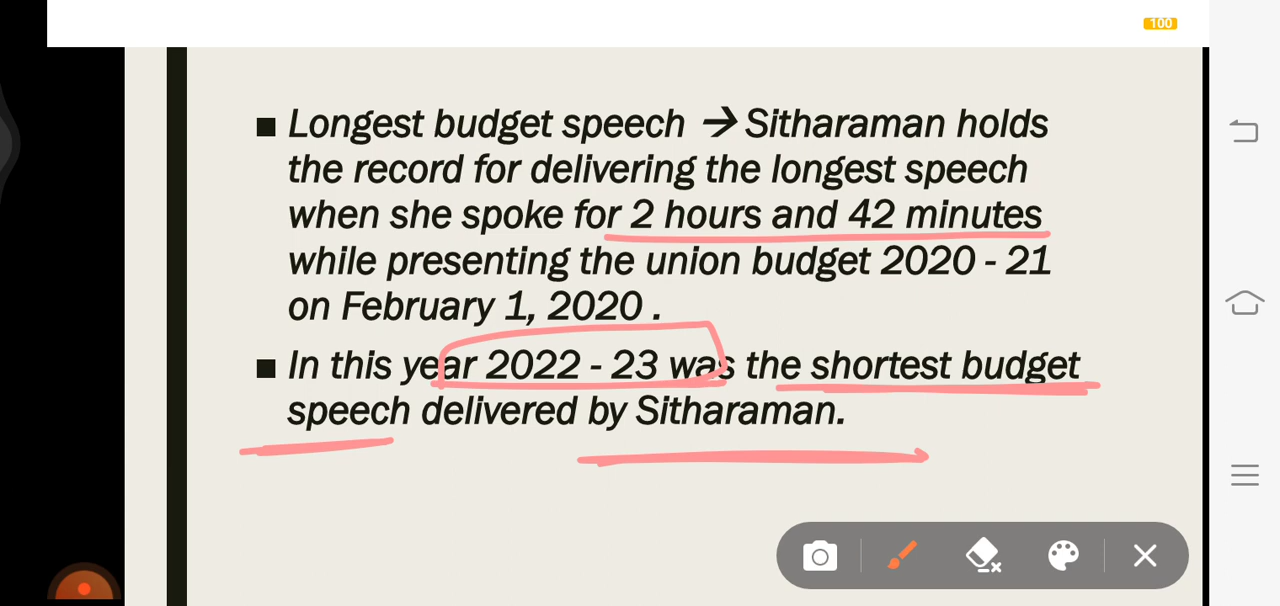 100
■ Longest budget speech → Sitharaman holds
the record for delivering the longest speech
when she spoke for 2 hours and 42 minutes
while presenting the union budget 2020 - 21
on February 1, 2020 .
■ In this year 2022 - 23 was the shortest budget
speech delivered by Sitharaman.